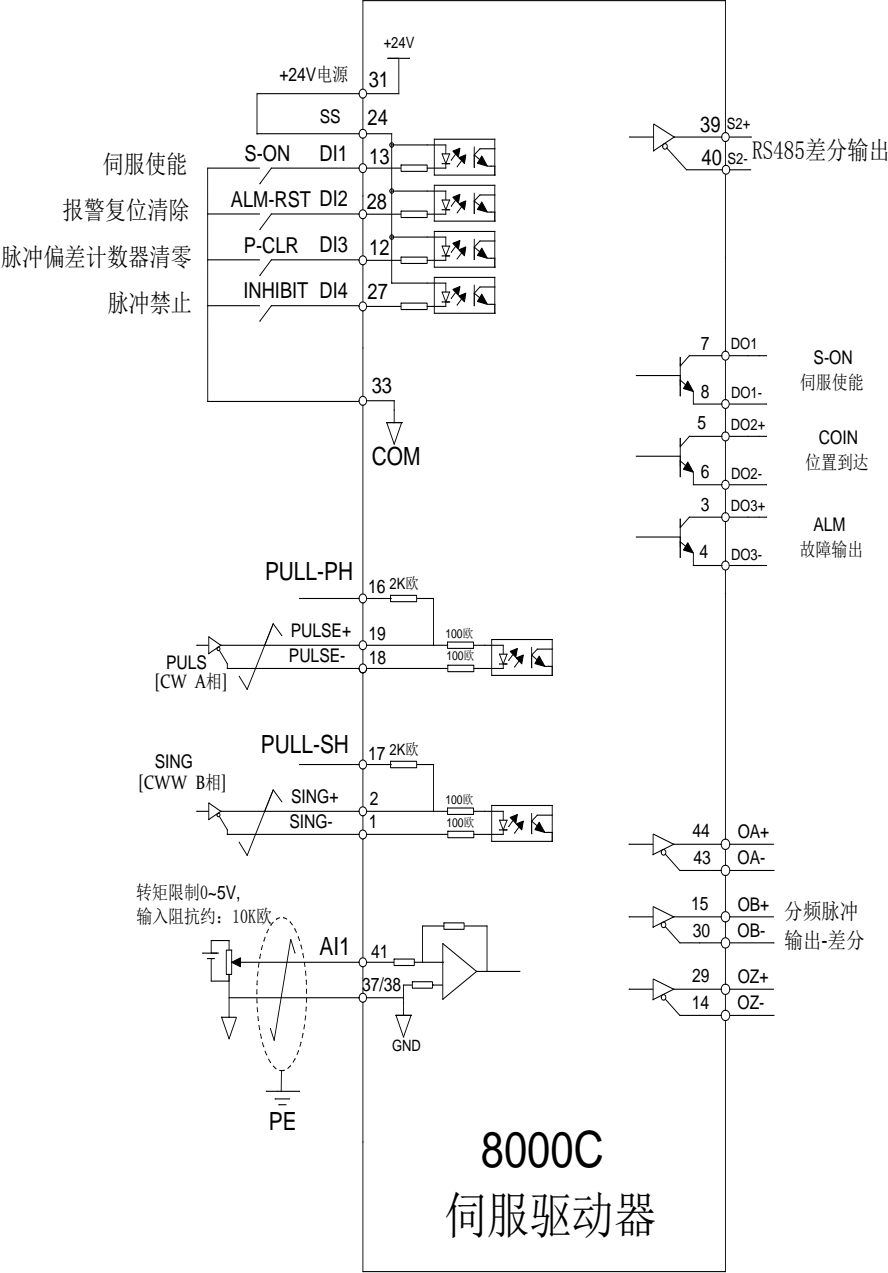 +24V
+24V电源
31
SS
24
伺服使能
S-ON
DI1
13
报警复位清除
ALM-RST
DI2
28
脉冲偏差计数器清零
P-CLR
DI3
12
脉冲禁止
INHIBIT
DI4
27
33
COM
39
S2+
40
S2-
RS485差分输出
7
DO1
8
DO1-
S-ON
伺服使能
5
DO2+
6
DO2-
COIN
位置到达
3
DO3+
4
DO3-
ALM
故障输出
PULL-PH
16
2K欧
PULSE+
19
100欧
PULSE-
18
100欧
PULS
[CW A相]
PULL-SH
17
2K欧
SING
[CWW B相]
SING+
2
100欧
SING-
1
100欧
44
OA+
43
OA-
15
OB+
30
OB-
分频脉冲
输出-差分
29
OZ+
14
OZ-
转矩限制0~5V,
输入阻抗约：10K欧
AI1
41
37/38
GND
PE
8000C
伺服驱动器